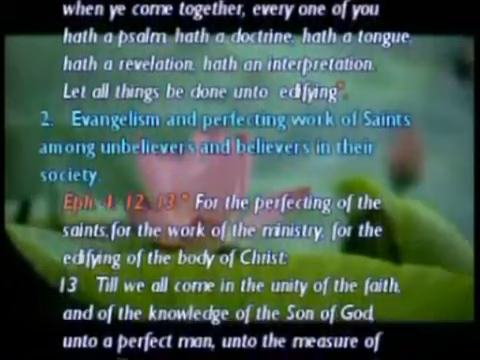 when ye come together, every one of you
hath a psalm, hath a doctrine, hath a tongue,
hath a revelation, hath an interpretation.
Let all things be done unto edifying".
2. Evangelism and perfecting work of Saints
among unbelievers and believers in their
society.
Eph 4: 12, 13 " For the perfecting of the
saints,for the work of the ministry, for the
edifying of the body of Christ:
13 Till we all come in the unity of the faith,
and of the knowledge of the Son of God,
unto a perfect man, unto the measure of